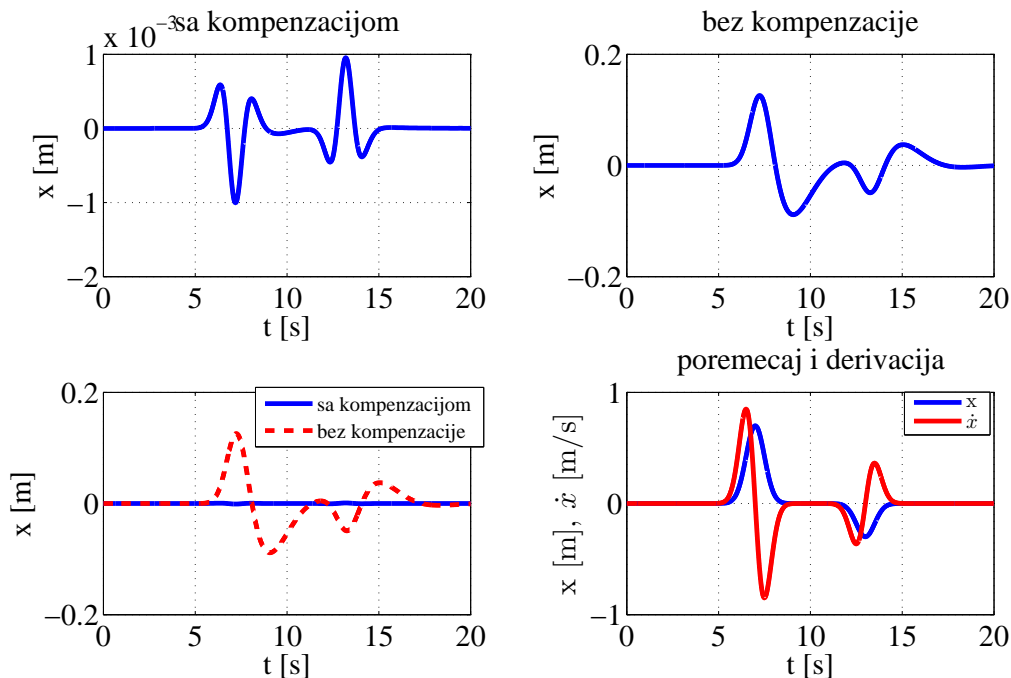 x 10⁻³ sa kompenzacijom
1
0
−1
−2
x [m]
0 5 10 15 20
t [s]
bez kompenzacije
0.2
0
−0.2
x [m]
0 5 10 15 20
t [s]
0.2
0
−0.2
x [m]
sa kompenzacijom
bez kompenzacije
0 5 10 15 20
t [s]
poremecaj i derivacija
1
0
−1
x [m], ẋ [m/s]
x
ẋ
0 5 10 15 20
t [s]